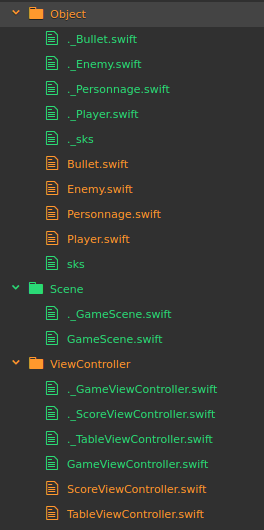 Object
._Bullet.swift
._Enemy.swift
._Personnage.swift
._Player.swift
._sks
Bullet.swift
Enemy.swift
Personnage.swift
Player.swift
sks
Scene
._GameScene.swift
GameScene.swift
ViewController
._GameViewController.swift
._ScoreViewController.swift
._TableViewController.swift
GameViewController.swift
ScoreViewController.swift
TableViewController.swift